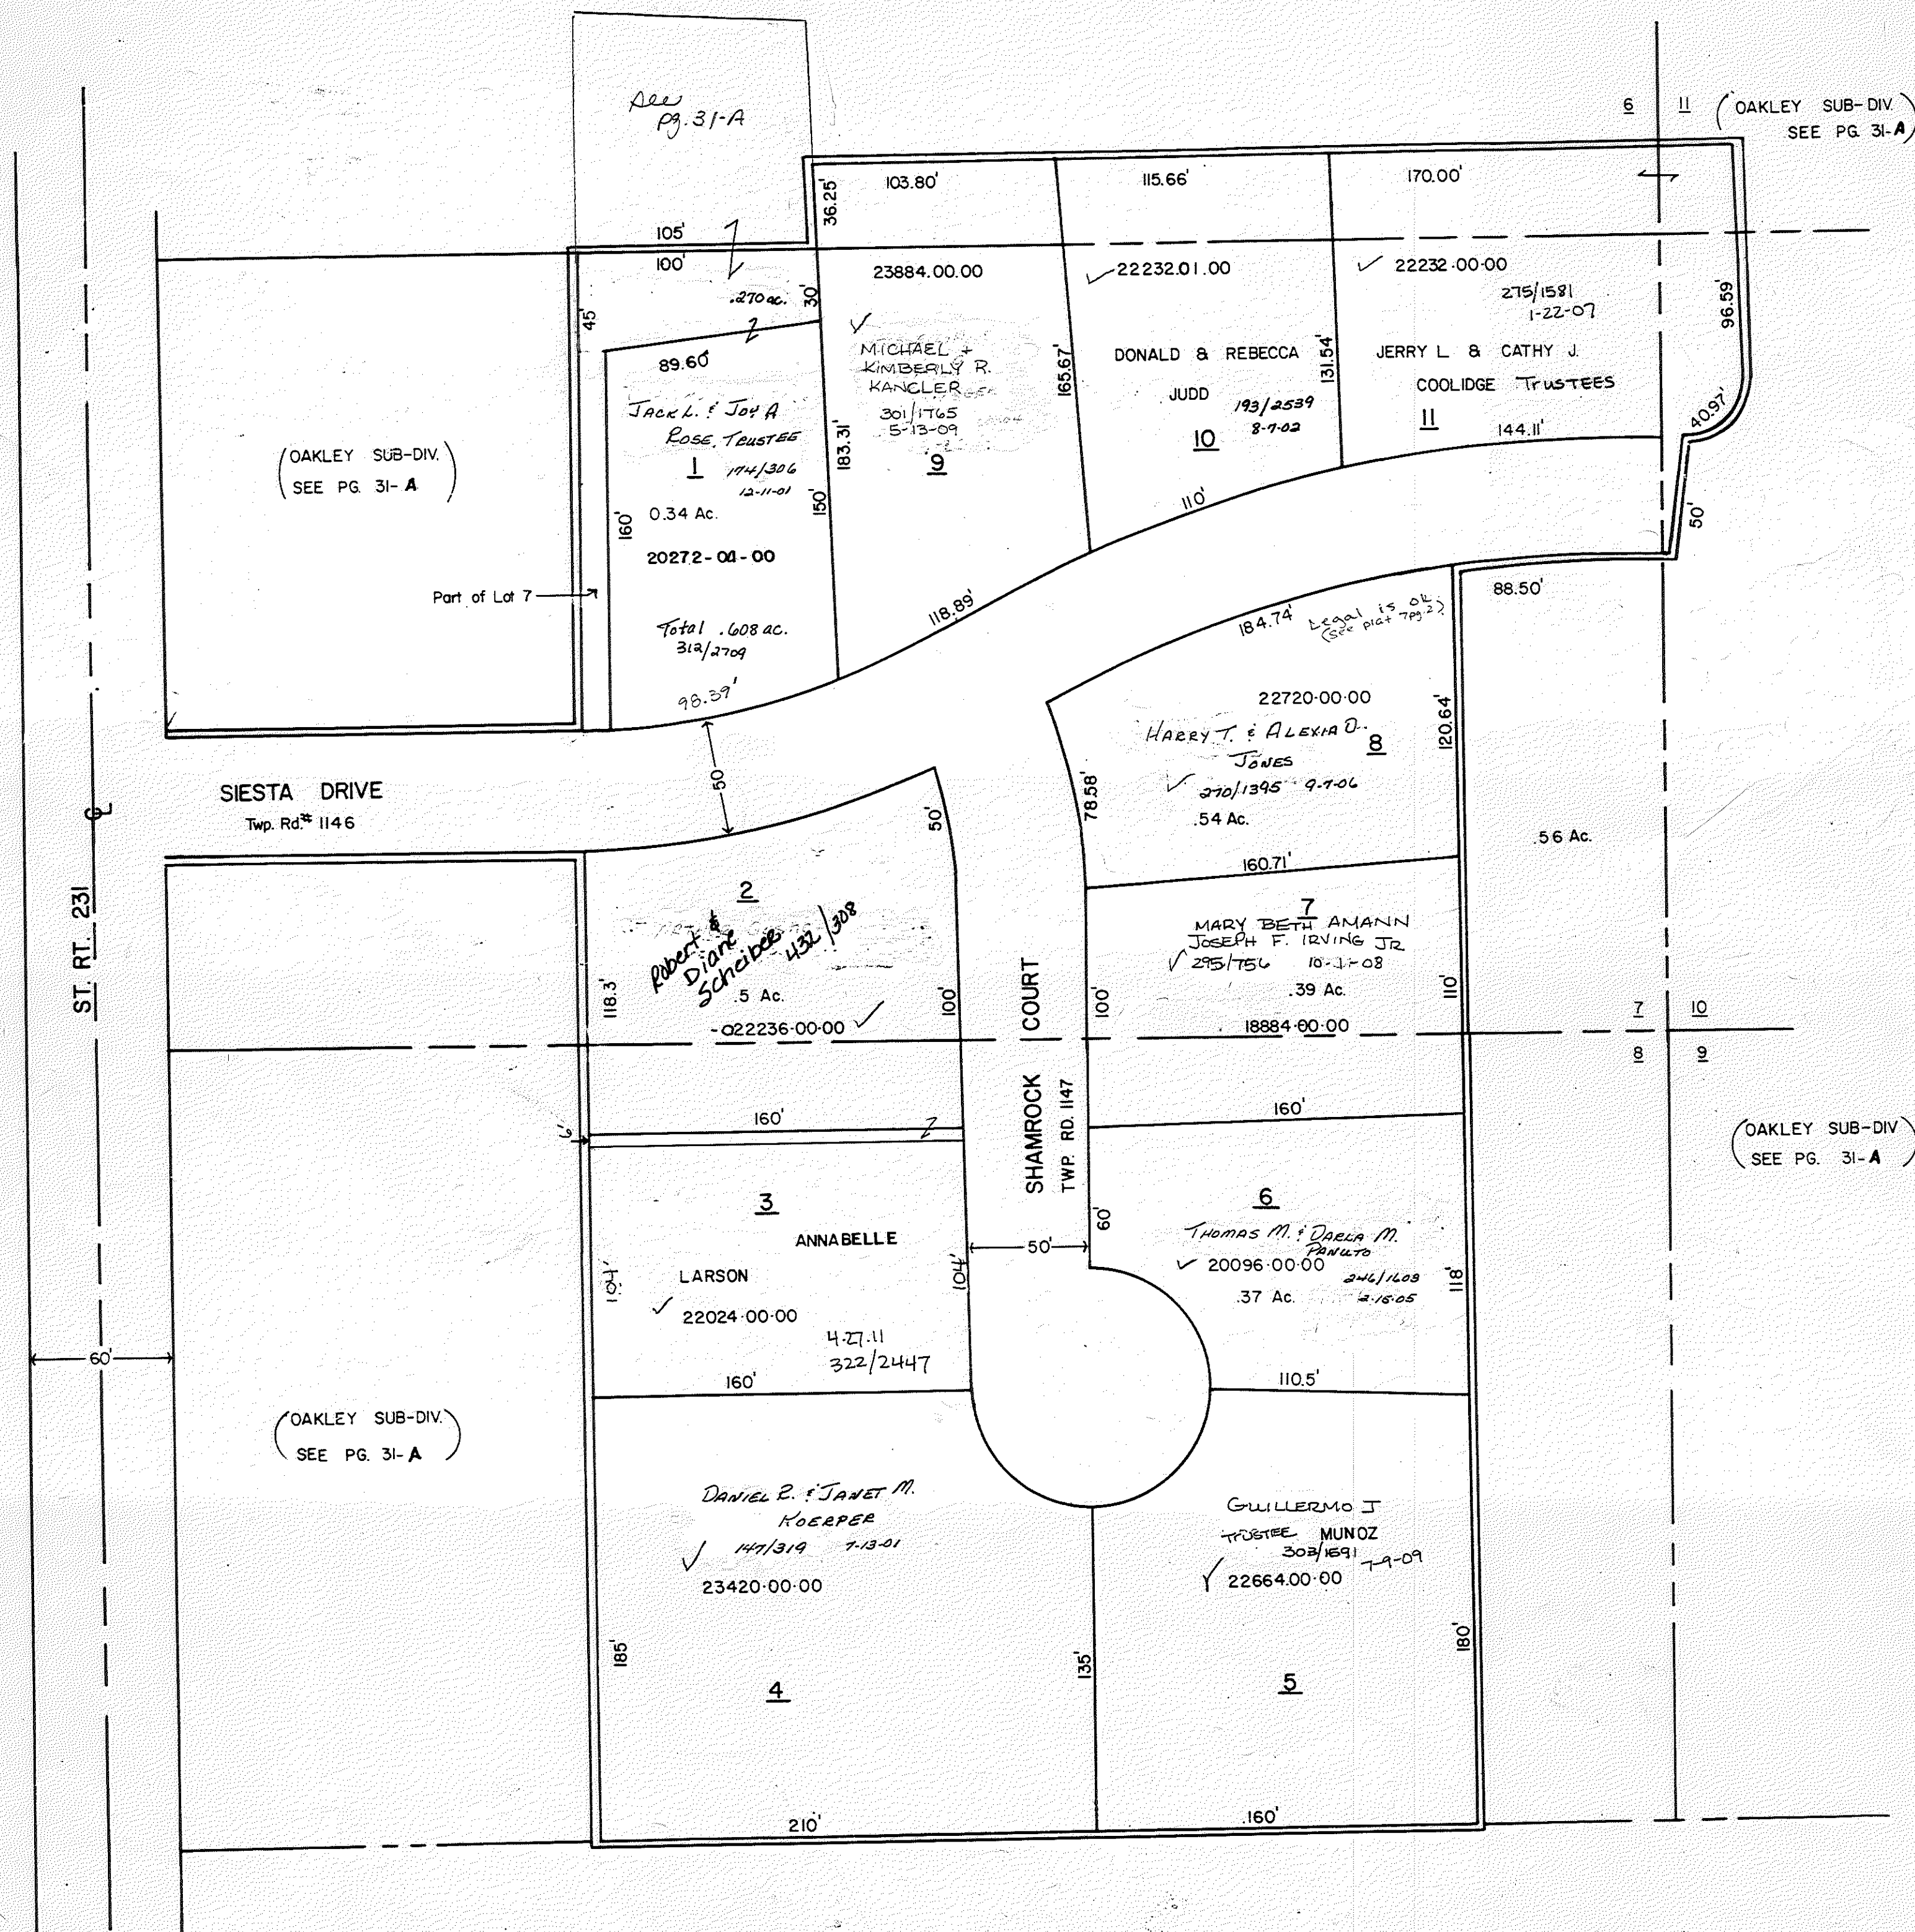 See
pg. 31-A
6 11 (OAKLEY SUB-DIV.)
SEE PG. 31-A
103.80'
115.66'
170.00'
36.25'
105'
100'
.270 ac.
30'
45'
23884.00.00
22232.01.00
22232.00-00
275/1581
1-22-07
96.59'
89.60'
MICHAEL +
KIMBERLY R.
KANCLER
301/1765
5-13-09
9
183.31'
165.67'
DONALD & REBECCA
JUDD
193/2539
8-7-02
10
131.54'
JERRY L & CATHY J.
COOLIDGE TRUSTEES
11
144.11'
40.97'
50'
JACK L. & JOY A
ROSE, TRUSTEE
1 174/306
12-11-01
0.34 Ac.
160'
150'
20272-04-00
Part of Lot 7
Total .608 ac.
312/2709
98.39'
118.89'
110'
(OAKLEY SUB-DIV.)
(SEE PG. 31-A)
184.74'
Legal is ok
(see plat 7 pg. 2)
88.50'
22720-00-00
HARRY T. & ALEXIA D.
JONES
8
270/1395 9-7-06
.54 Ac.
120.64'
78.58'
160.71'
.56 Ac.
SIESTA DRIVE
Twp. Rd.# 1146
50
50'
ST. RT. 231
2
Robert &
Diane
Scheibee 432/308
.5 Ac.
-022236-00-00
118.3'
100'
160'
6'
7
MARY BETH AMANN
JOSEPH F. IRVING JR
295/756 10-1-08
.39 Ac.
18884-00-00
100'
110'
160'
7 10
8 9
SHAMROCK COURT
TWP. RD. 1147
(OAKLEY SUB-DIV)
(SEE PG. 31-A)
3
ANNABELLE
LARSON
22024-00-00
4-27-11
322/2447
104'
104'
160'
50'
60'
6
THOMAS M. & DARLA M.
PANUTO
20096-00-00
246/1609
.37 Ac.
2-15-05
118'
110.5'
60'
(OAKLEY SUB-DIV.)
(SEE PG. 31-A)
DANIEL R. & JANET M.
KOERPER
147/319 7-13-01
23420-00-00
185'
4
210'
135'
GUILLERMO J
TRUSTEE MUNOZ
303/1691 7-9-09
22664.00-00
180'
5
160'